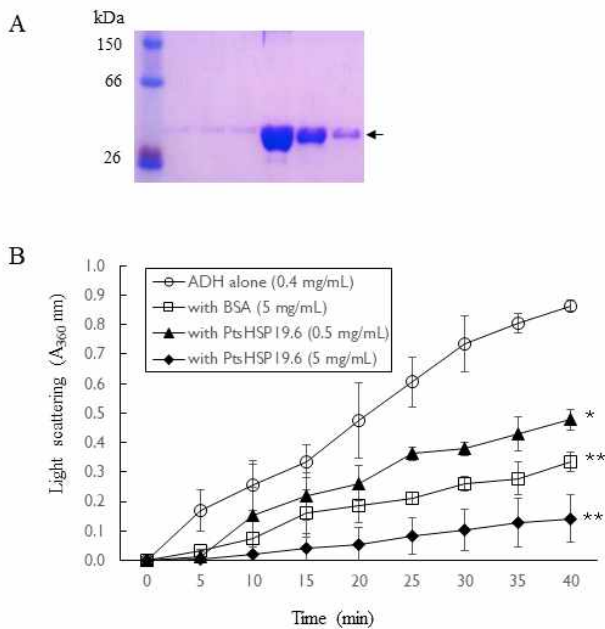 A
kDa
150
66
26
B
1.0
0.9
0.8
0.7
0.6
0.5
0.4
0.3
0.2
0.1
0.0
Light scattering (A360 nm)
ADH alone (0.4 mg/mL)
with BSA (5 mg/mL)
with PtsHSP19.6 (0.5 mg/mL)
with PtsHSP19.6 (5 mg/mL)
*
**
**
0 5 10 15 20 25 30 35 40
Time (min)